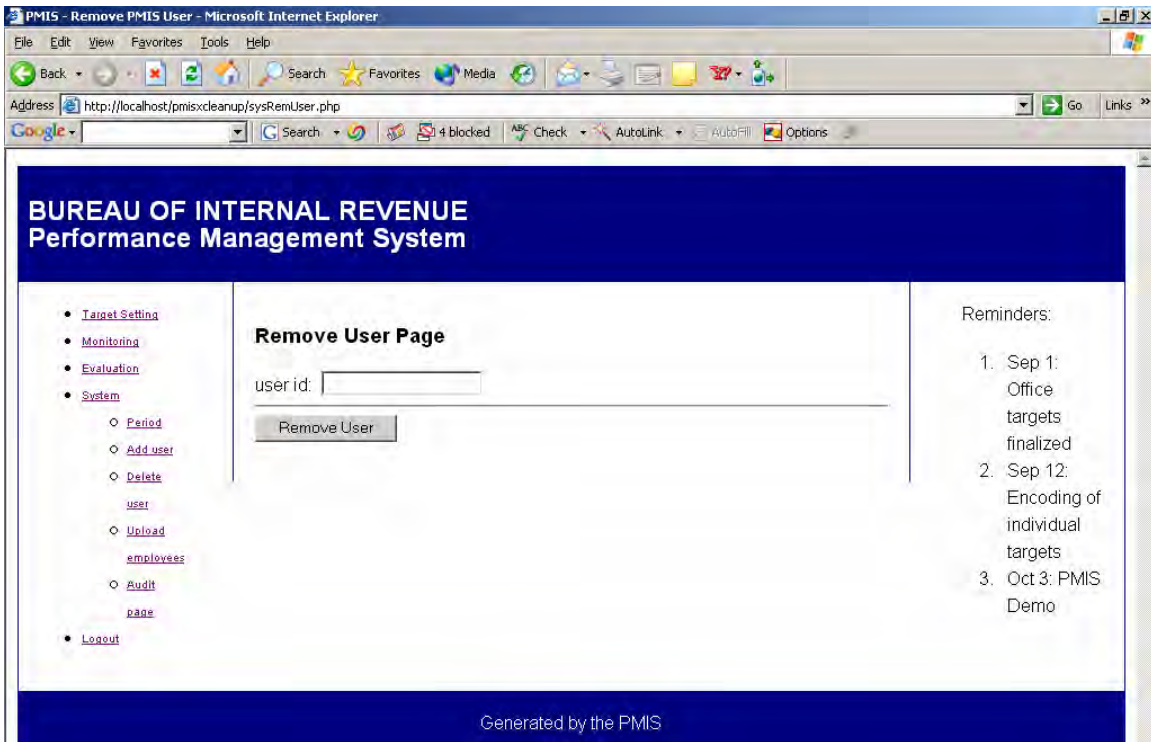 PMIS - Remove PMIS User - Microsoft Internet Explorer
File Edit View Favorites Tools Help
Back Search Favorites Media
Address http://localhost/pmisxcleanup/sysRemUser.php Go Links »
Google Search 4 blocked ABC Check AutoLink AutoFill Options
BUREAU OF INTERNAL REVENUE
Performance Management System
Target Setting
Monitoring
Evaluation
System
Period
Add user
Delete
user
Upload
employees
Audit
page
Logout
Remove User Page
user id:
Remove User
Reminders:
1. Sep 1:
Office
targets
finalized
2. Sep 12:
Encoding of
individual
targets
3. Oct 3: PMIS
Demo
Generated by the PMIS